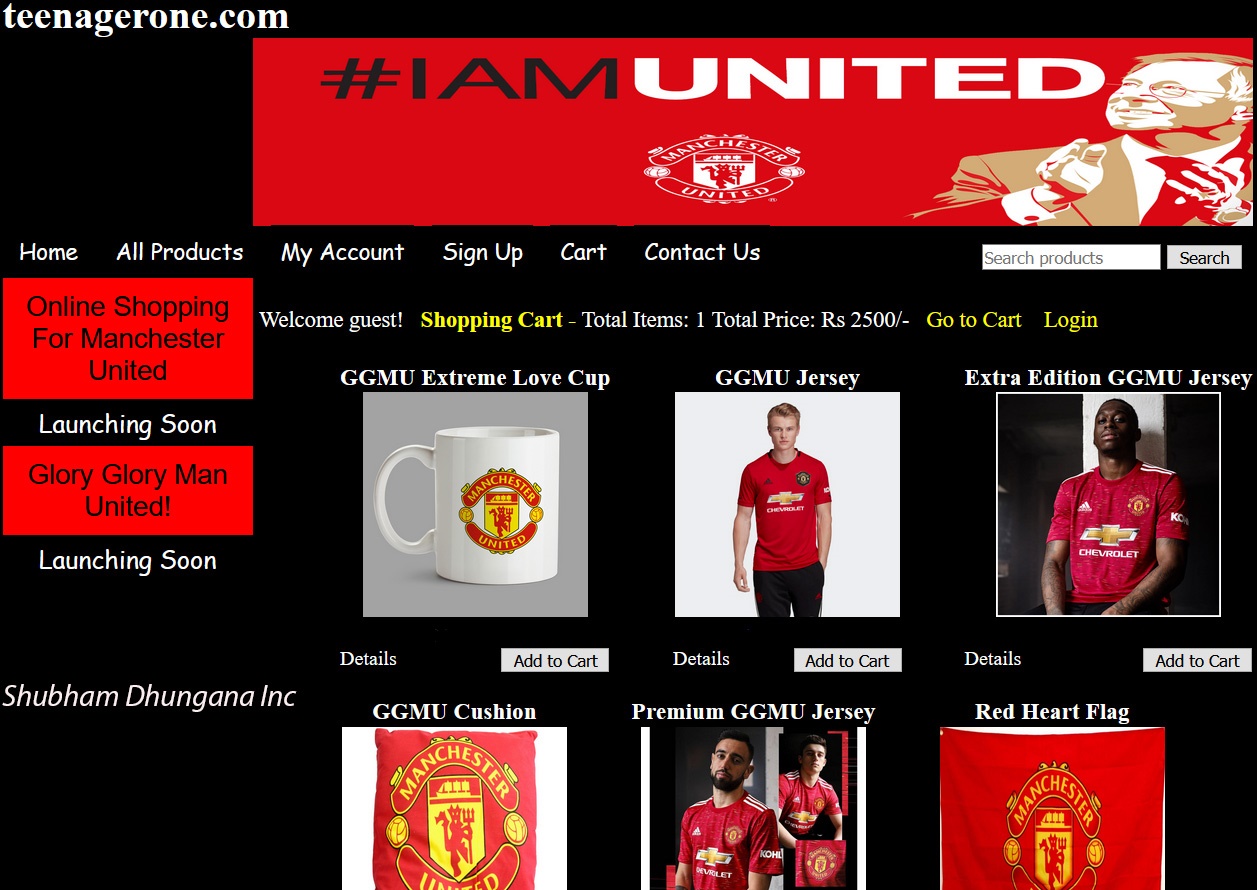 teenagerone.com
#IAMUNITED
MANCHESTER
UNITED
Home All Products My Account Sign Up Cart Contact Us
Search products Search
Online Shopping
For Manchester
United
Launching Soon
Glory Glory Man
United!
Launching Soon
Shubham Dhungana Inc
Welcome guest! Shopping Cart - Total Items: 1 Total Price: Rs 2500/- Go to Cart Login
GGMU Extreme Love Cup GGMU Jersey Extra Edition GGMU Jersey
MANCHESTER
UNITED
CHEVROLET
KOHL
CHEVROLET
Details Add to Cart Details Add to Cart Details Add to Cart
GGMU Cushion Premium GGMU Jersey Red Heart Flag
MANCHESTER
UNITED
KOHL
CHEVROLET
MANCHESTER
UNITED